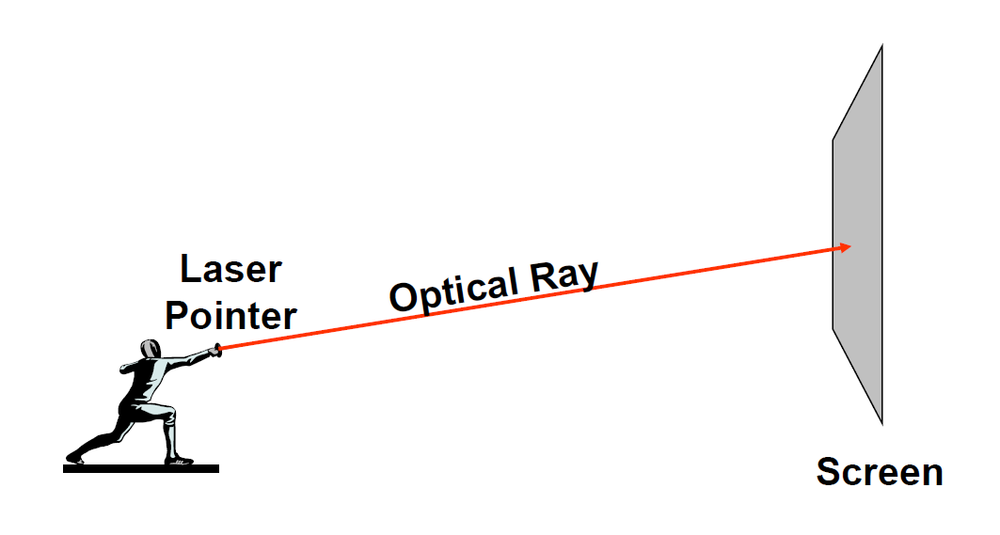 Laser
Pointer
Optical Ray
Screen